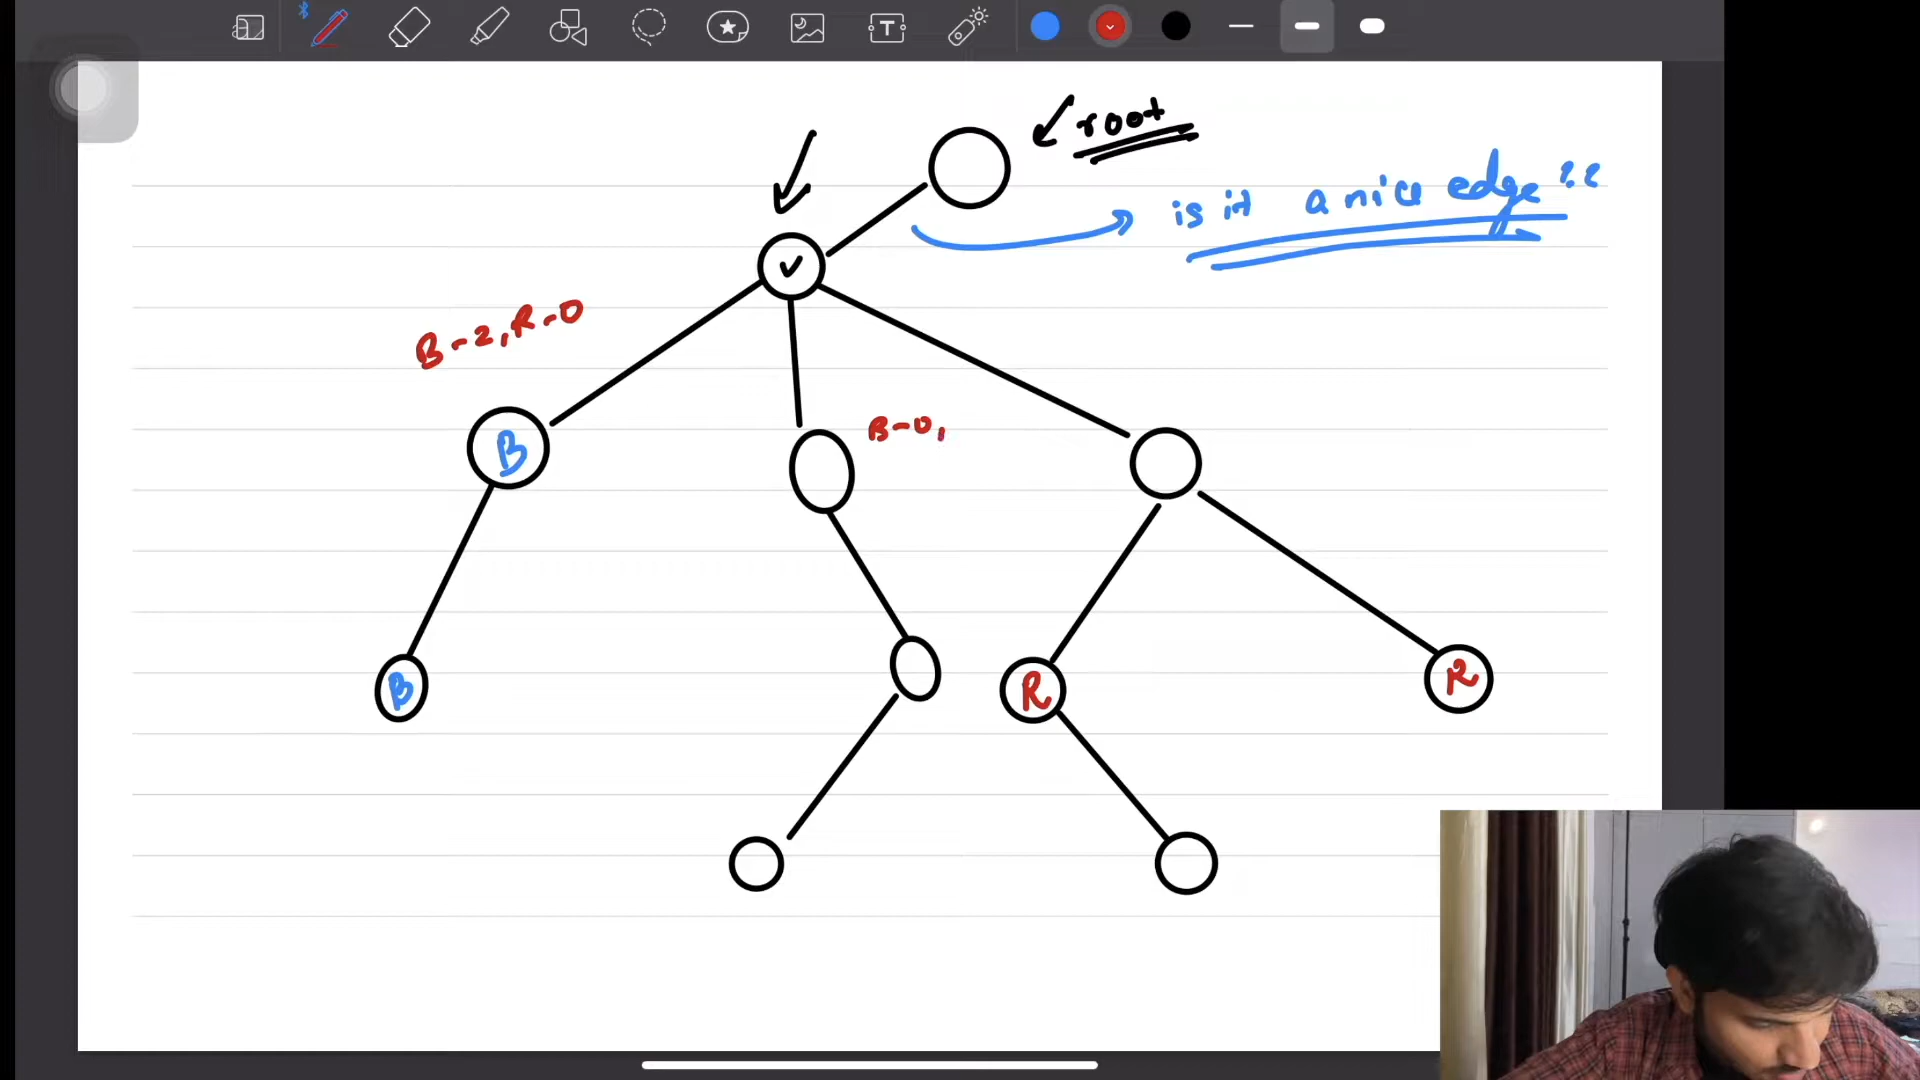 root
is it a nice edge ??
v
B-2, R-0
B
B-0,
B
R
R